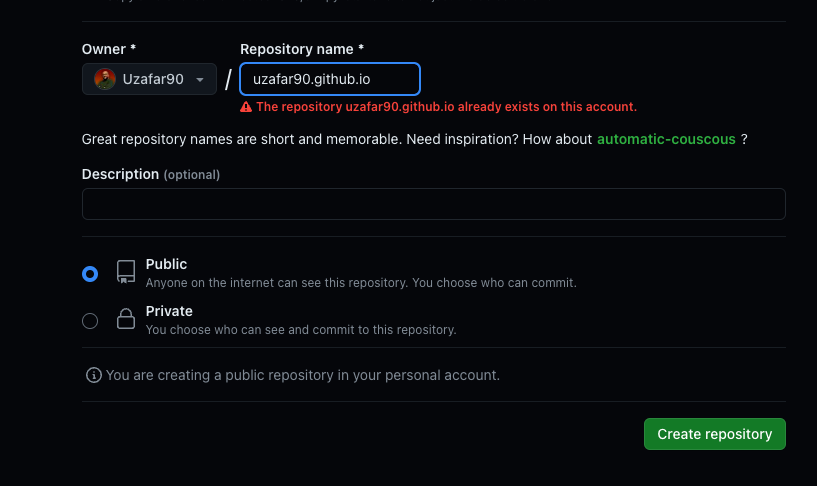 Owner *
Repository name *
Uzafar90
/
uzafar90.github.io
The repository uzafar90.github.io already exists on this account.
Great repository names are short and memorable. Need inspiration? How about automatic-couscous ?
Description (optional)
Public
Anyone on the internet can see this repository. You choose who can commit.
Private
You choose who can see and commit to this repository.
You are creating a public repository in your personal account.
Create repository